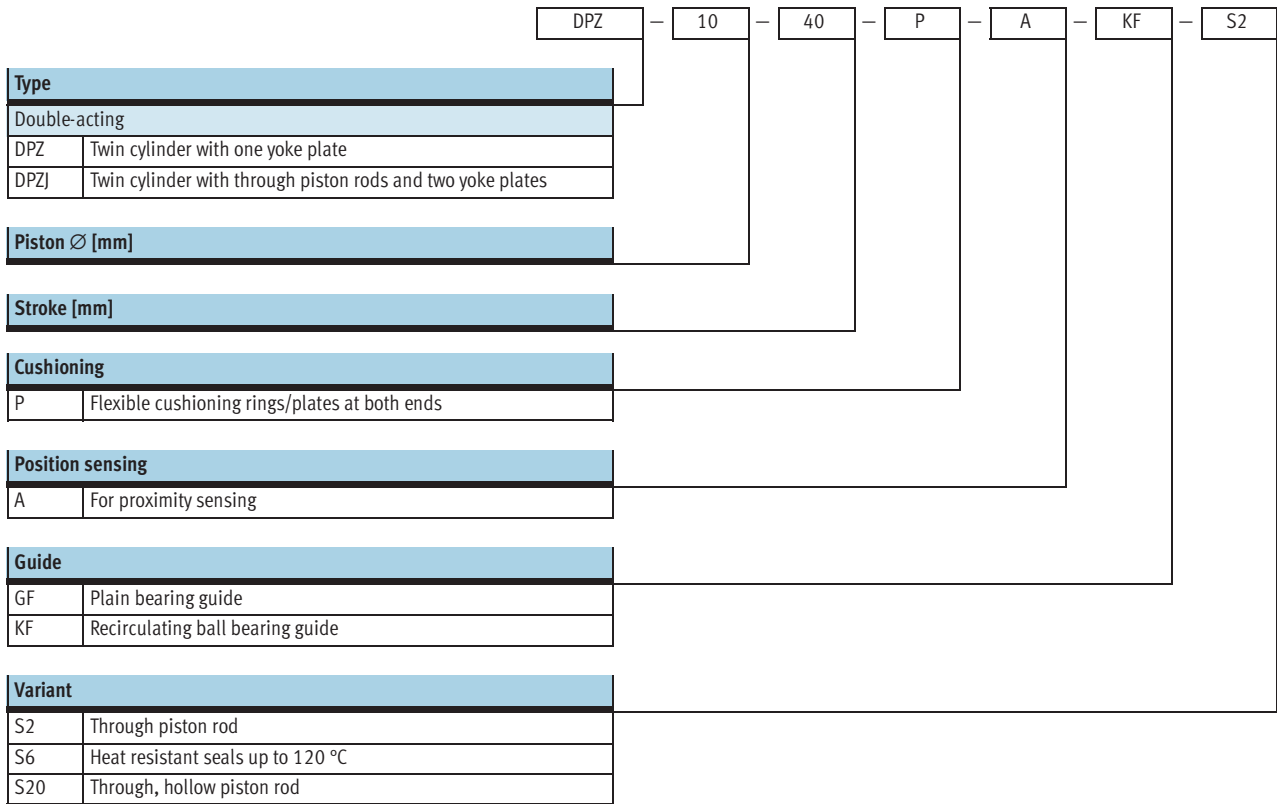 DPZ – 10 – 40 – P – A – KF – S2
Type
Double-acting
DPZ Twin cylinder with one yoke plate
DPZJ Twin cylinder with through piston rods and two yoke plates
Piston ∅ [mm]
Stroke [mm]
Cushioning
P Flexible cushioning rings/plates at both ends
Position sensing
A For proximity sensing
Guide
GF Plain bearing guide
KF Recirculating ball bearing guide
Variant
S2 Through piston rod
S6 Heat resistant seals up to 120 °C
S20 Through, hollow piston rod